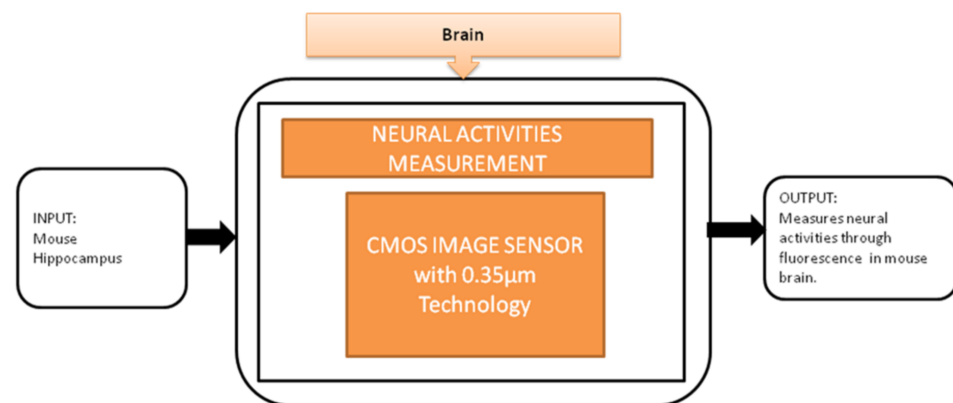 Brain
NEURAL ACTIVITIES
MEASUREMENT
INPUT:
Mouse
Hippocampus
CMOS IMAGE SENSOR
with 0.35µm
Technology
OUTPUT:
Measures neural
activities through
fluorescence in mouse
brain.